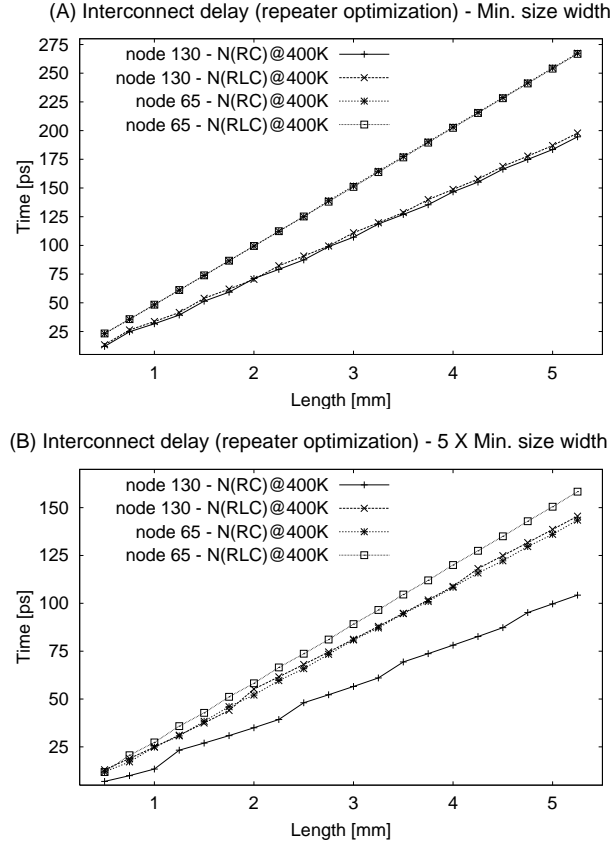 (A) Interconnect delay (repeater optimization) - Min. size width
275
250
225
200
175
150
125
100
75
50
25
Time [ps]
node 130 - N(RC)@400K
node 130 - N(RLC)@400K
node 65 - N(RC)@400K
node 65 - N(RLC)@400K
1 2 3 4 5
Length [mm]
(B) Interconnect delay (repeater optimization) - 5 X Min. size width
150
125
100
75
50
25
Time [ps]
node 130 - N(RC)@400K
node 130 - N(RLC)@400K
node 65 - N(RC)@400K
node 65 - N(RLC)@400K
1 2 3 4 5
Length [mm]